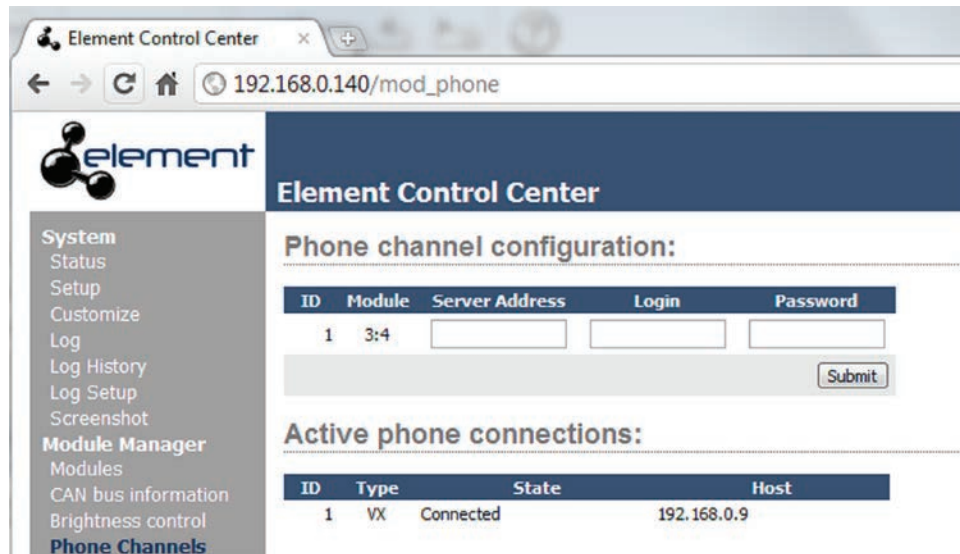 Element Control Center
192.168.0.140/mod_phone
element
Element Control Center
System
Status
Setup
Customize
Log
Log History
Log Setup
Screenshot
Module Manager
Modules
CAN bus information
Brightness control
Phone Channels
Phone channel configuration:
ID Module Server Address Login Password
1 3:4
Submit
Active phone connections:
ID Type State Host
1 VX Connected 192.168.0.9